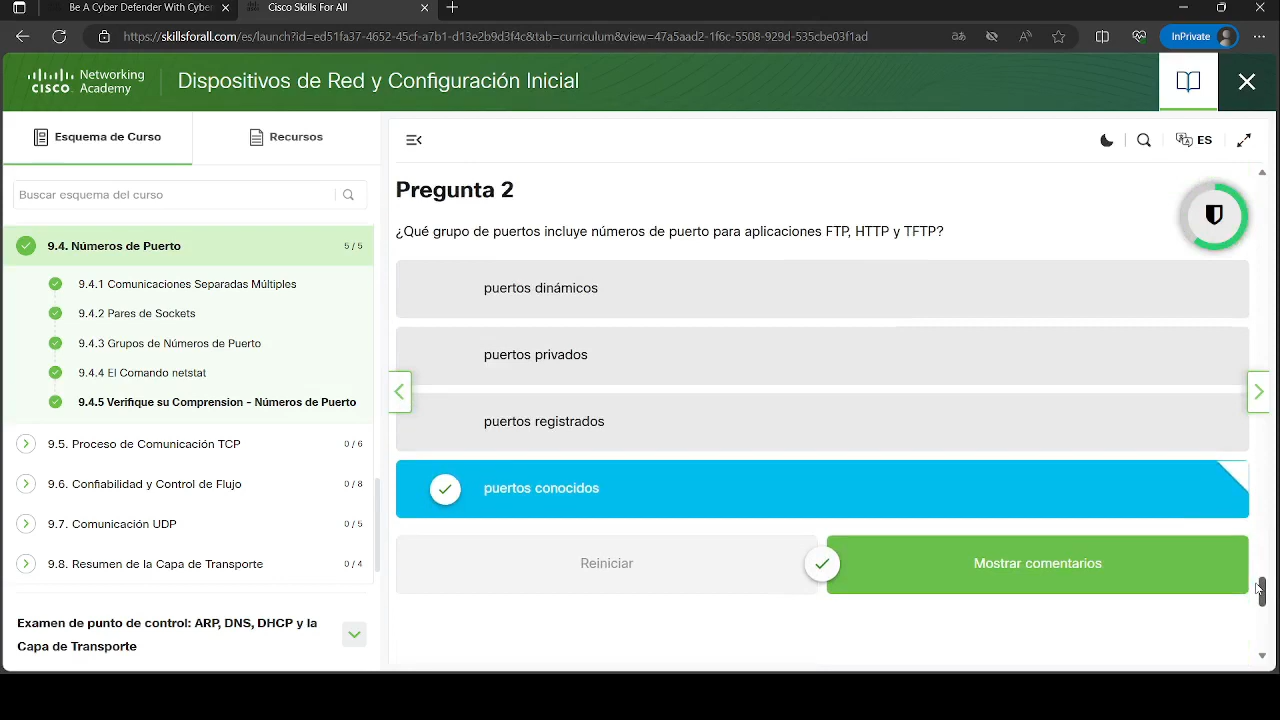 Be A Cyber Defender With Cyber
Cisco Skills For All
https://skillsforall.com/es/launch?id=ed51fa37-4652-45cf-a7b1-d13e2b9d3f4c&tab=curriculum&view=47a5aad2-1f6c-5508-929d-535cbe03f1ad
InPrivate
Networking
Academy
CISCO
Dispositivos de Red y Configuración Inicial
Esquema de Curso
Recursos
ES
Buscar esquema del curso
9.4. Números de Puerto
5 / 5
9.4.1 Comunicaciones Separadas Múltiples
9.4.2 Pares de Sockets
9.4.3 Grupos de Números de Puerto
9.4.4 El Comando netstat
9.4.5 Verifique su Comprension - Números de Puerto
9.5. Proceso de Comunicación TCP
0 / 6
9.6. Confiabilidad y Control de Flujo
0 / 8
9.7. Comunicación UDP
0 / 5
9.8. Resumen de la Capa de Transporte
0 / 4
Examen de punto de control: ARP, DNS, DHCP y la
Capa de Transporte
Pregunta 2
¿Qué grupo de puertos incluye números de puerto para aplicaciones FTP, HTTP y TFTP?
puertos dinámicos
puertos privados
puertos registrados
puertos conocidos
Reiniciar
Mostrar comentarios